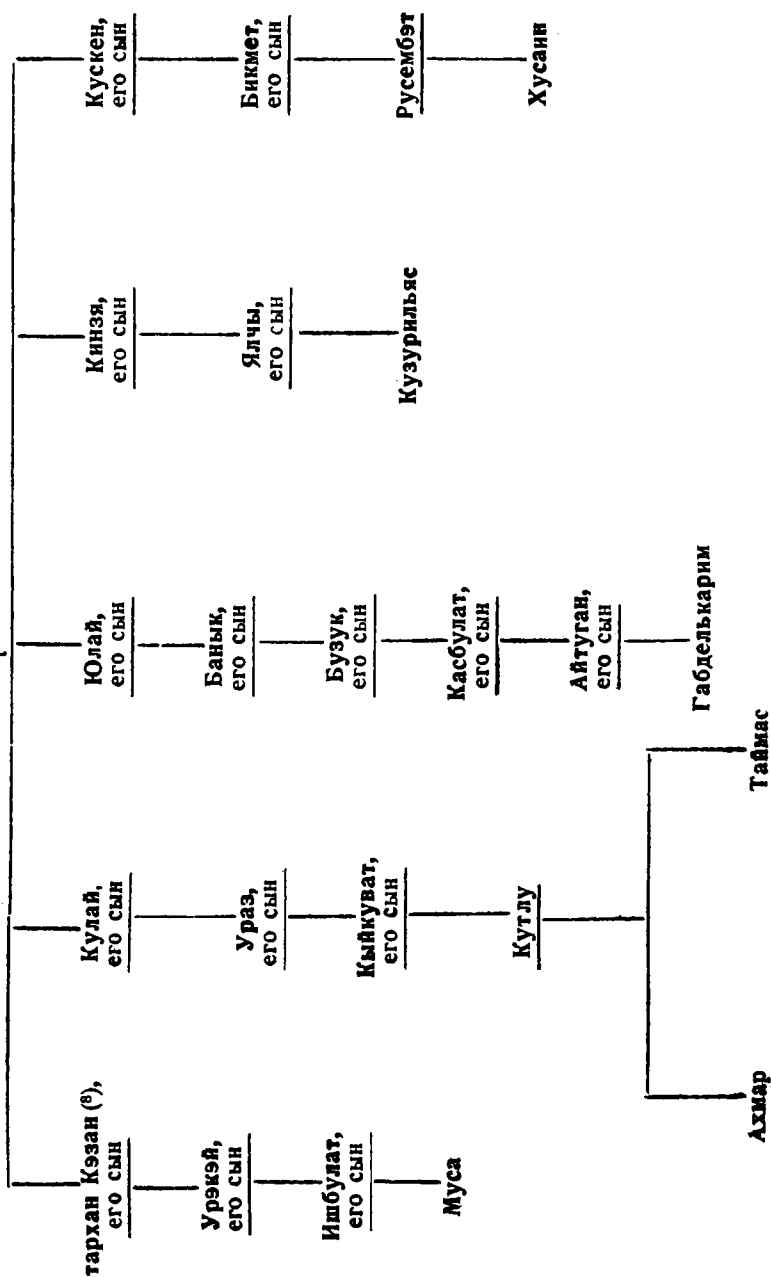 тархан Кэзан (⁸),
его сын
Урэкэй,
его сын
Ишбулат,
его сын
Муса
Кулай,
его сын
Ураз,
его сын
Кыйкуват,
его сын
Кутлу
Ахмар
Таймас
Юлай,
его сын
Банык,
его сын
Бузук,
его сын
Касбулат,
его сын
Айтуган,
его сын
Габделькарим
Кинзя,
его сын
Ялчы,
его сын
Кузурильяс
Кускен,
его сын
Бикмет,
его сын
Русембэт
Хусаин